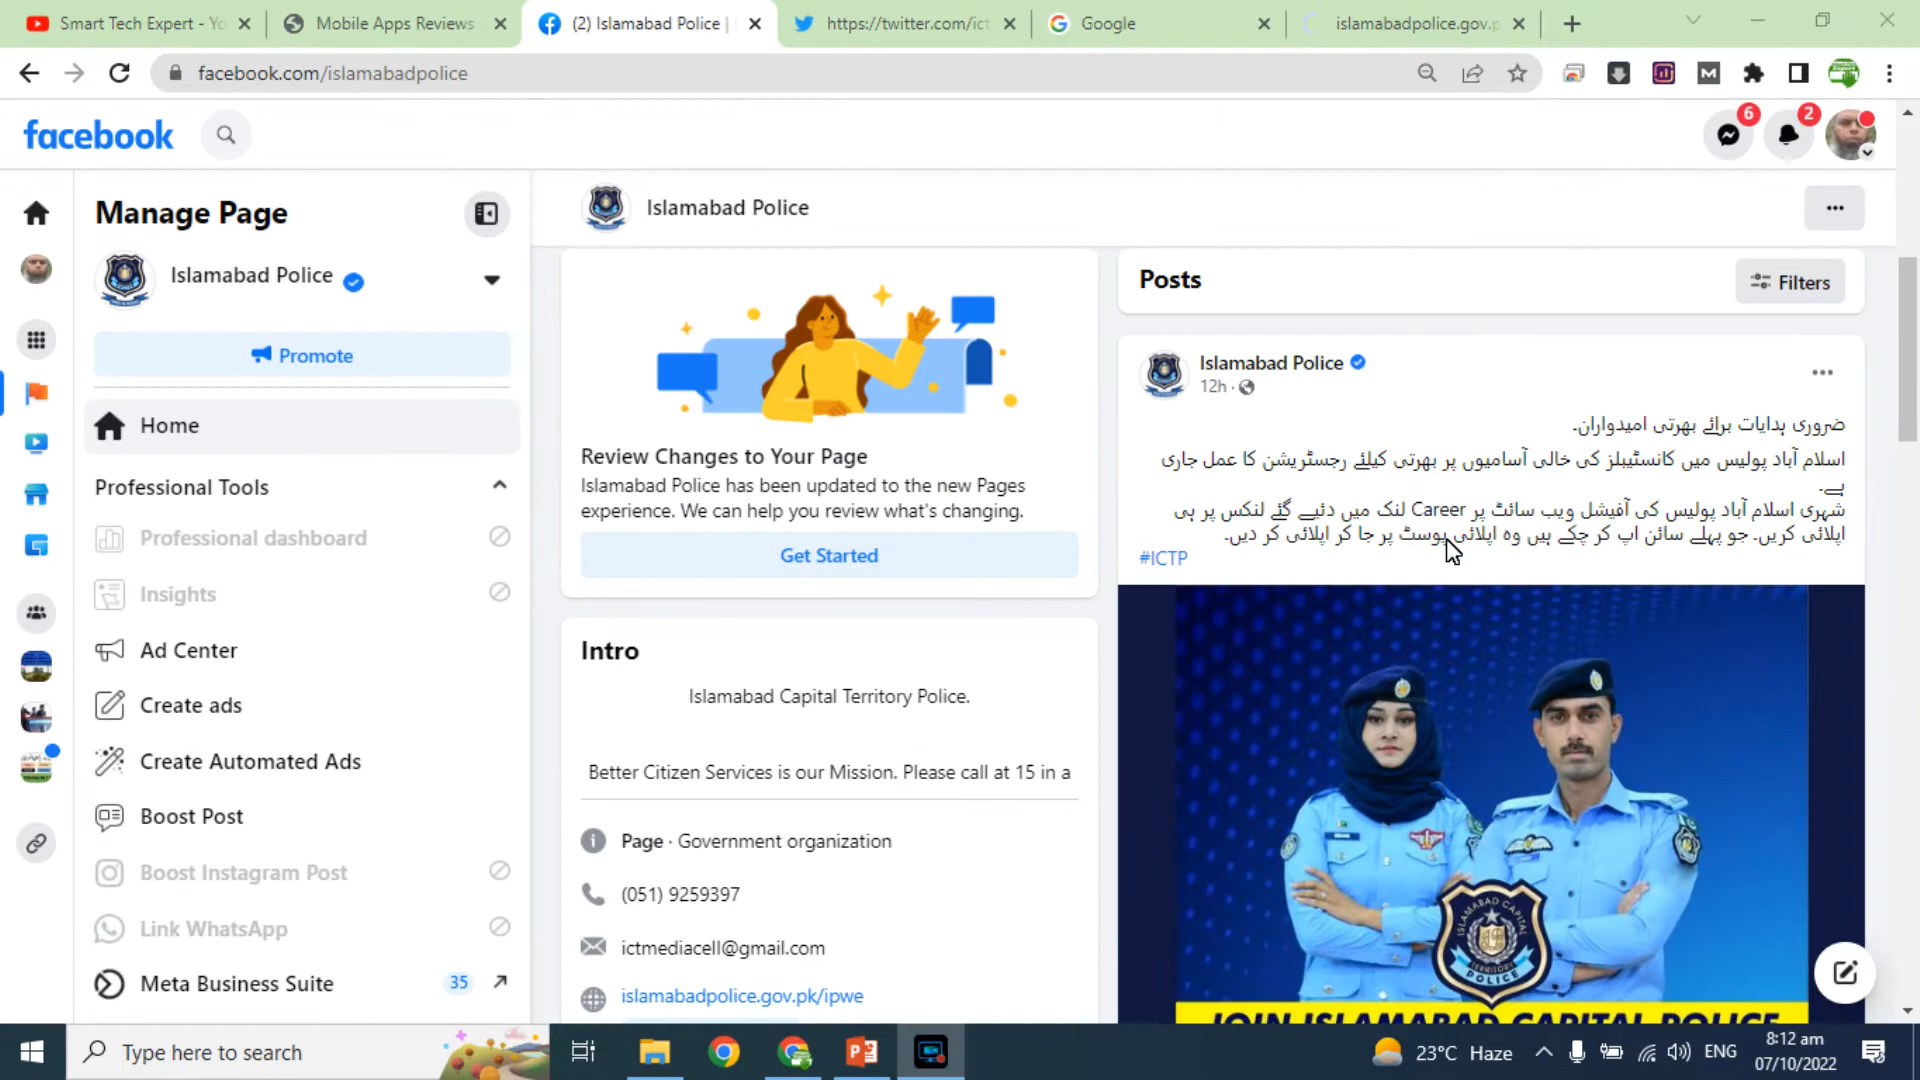 Smart Tech Expert - Yo
Mobile Apps Reviews
(2) Islamabad Police |
https://twitter.com/ict
Google
islamabadpolice.gov.p
facebook.com/islamabadpolice
facebook
6
2
Manage Page
Islamabad Police
Promote
Home
Professional Tools
Professional dashboard
Insights
Ad Center
Create ads
Create Automated Ads
Boost Post
Boost Instagram Post
Link WhatsApp
Meta Business Suite
35
Islamabad Police
Review Changes to Your Page
Islamabad Police has been updated to the new Pages
experience. We can help you review what's changing.
Get Started
Intro
Islamabad Capital Territory Police.
Better Citizen Services is our Mission. Please call at 15 in a
Page · Government organization
(051) 9259397
ictmediacell@gmail.com
islamabadpolice.gov.pk/ipwe
Posts
Filters
Islamabad Police
12h ·
ضروری ہدایات برائے بھرتی امیدواران۔
اسلام آباد پولیس میں کانسٹیبلز کی خالی آسامیوں پر بھرتی کیلئے رجسٹریشن کا عمل جاری
ہے۔
شہری اسلام آباد پولیس کی آفیشل ویب سائٹ پر Career لنک میں دئیے گئے لنکس پر ہی
اپلائی کریں۔ جو پہلے سائن اپ کر چکے ہیں وہ اپلائی پوسٹ پر جا کر اپلائی کر دیں۔
#ICTP
ISLAMABAD CAPITAL
TERRITORY
POLICE
JOIN ISLAMABAD CAPITAL POLICE
Type here to search
23°C Haze
ENG
8:12 am
07/10/2022